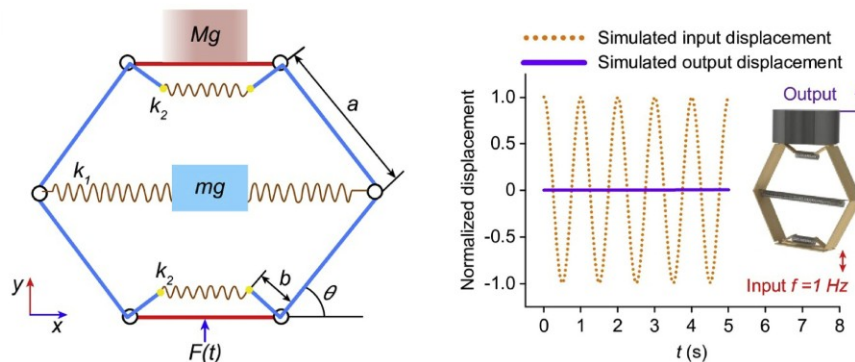 Mg
k2
a
k1
mg
k2
b
θ
y
x
F(t)
Simulated input displacement
Simulated output displacement
Normalized displacement
1.0
0.5
0
-0.5
-1.0
0 1 2 3 4 5 6 7 8
t (s)
Output
Input f =1 Hz